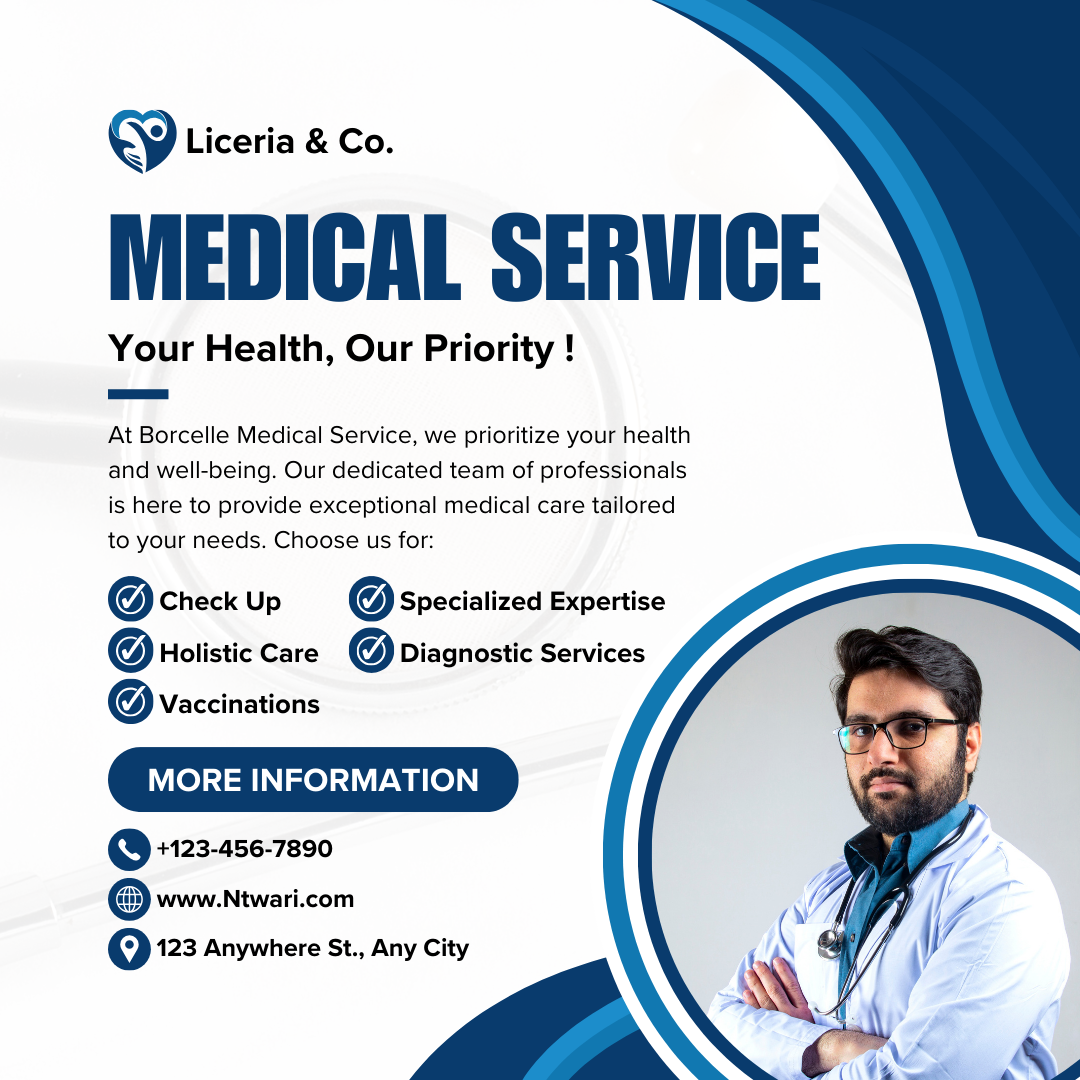 Liceria & Co.
MEDICAL SERVICE
Your Health, Our Priority !
At Borcelle Medical Service, we prioritize your health
and well-being. Our dedicated team of professionals
is here to provide exceptional medical care tailored
to your needs. Choose us for:
Check Up
Specialized Expertise
Holistic Care
Diagnostic Services
Vaccinations
MORE INFORMATION
+123-456-7890
www.Ntwari.com
123 Anywhere St., Any City